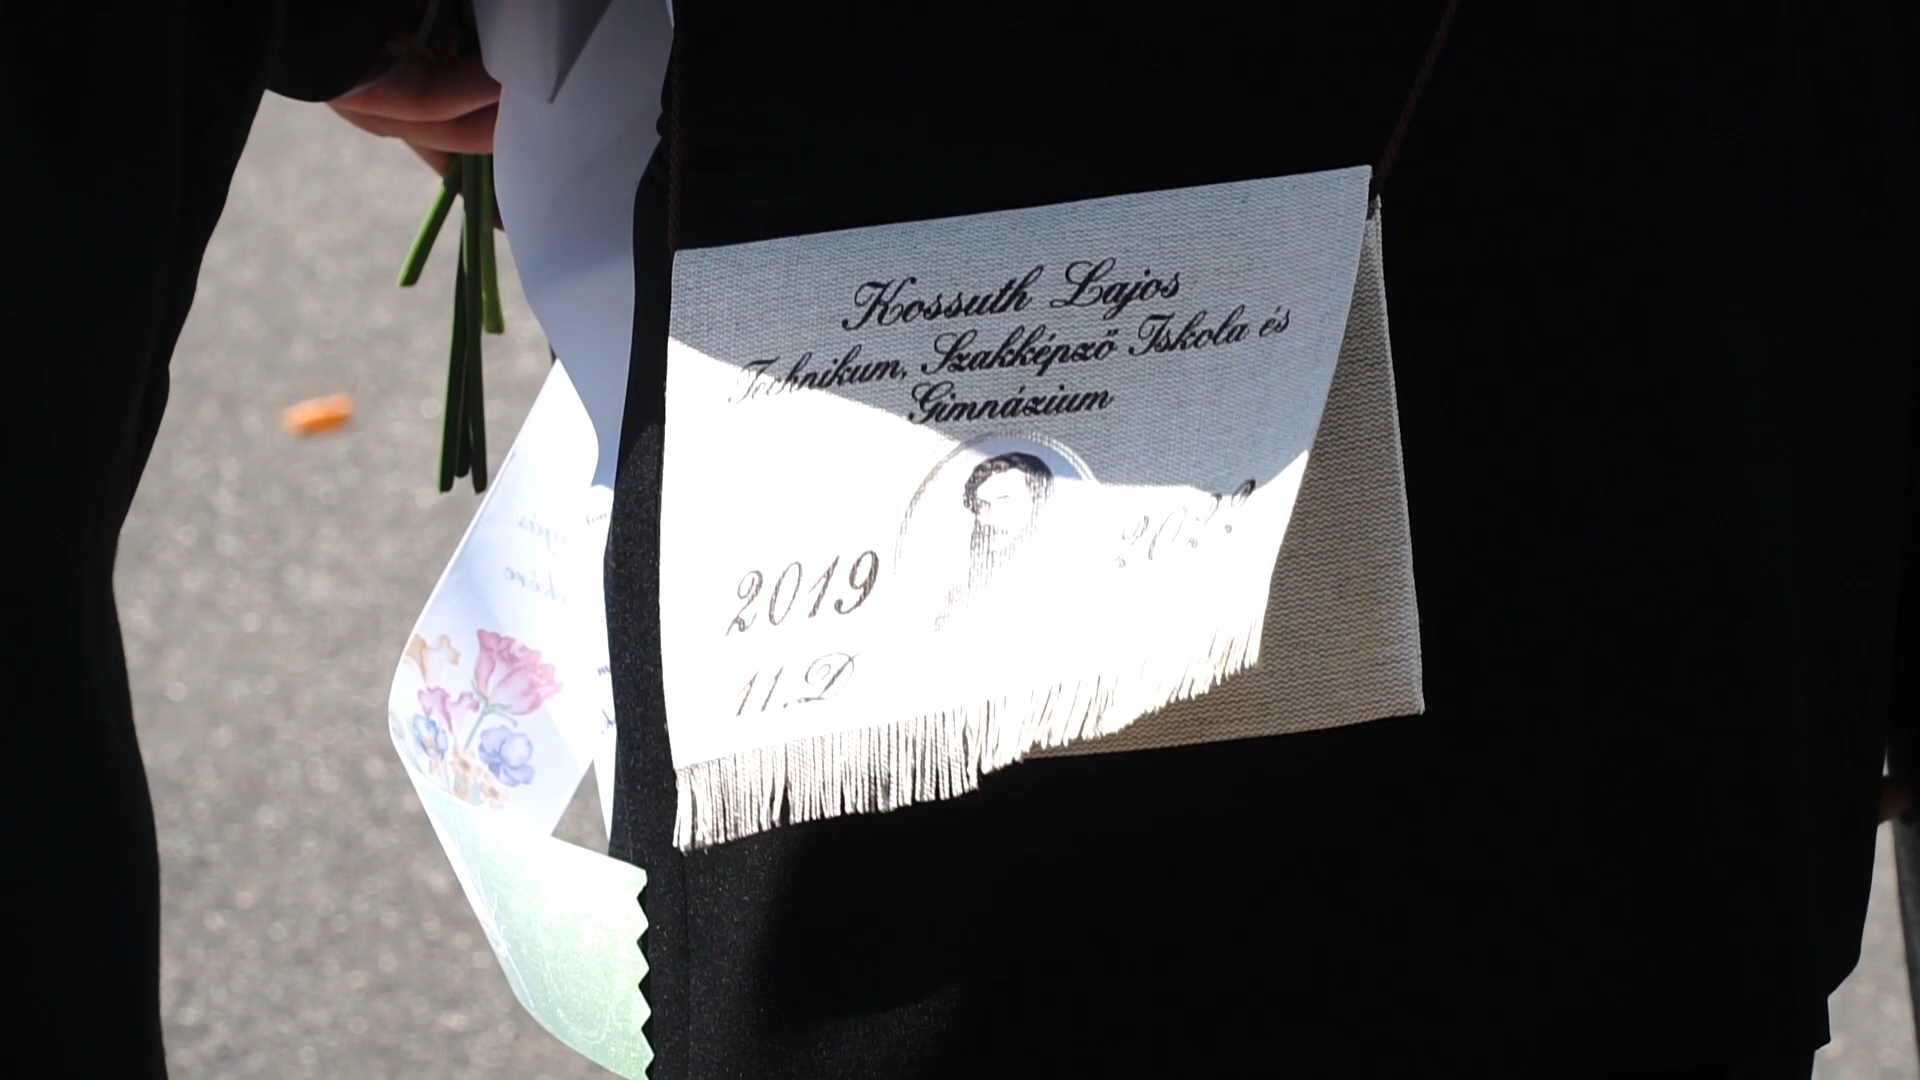 Kossuth Lajos
Technikum, Szakképző Iskola és
Gimnázium
2019
11.D